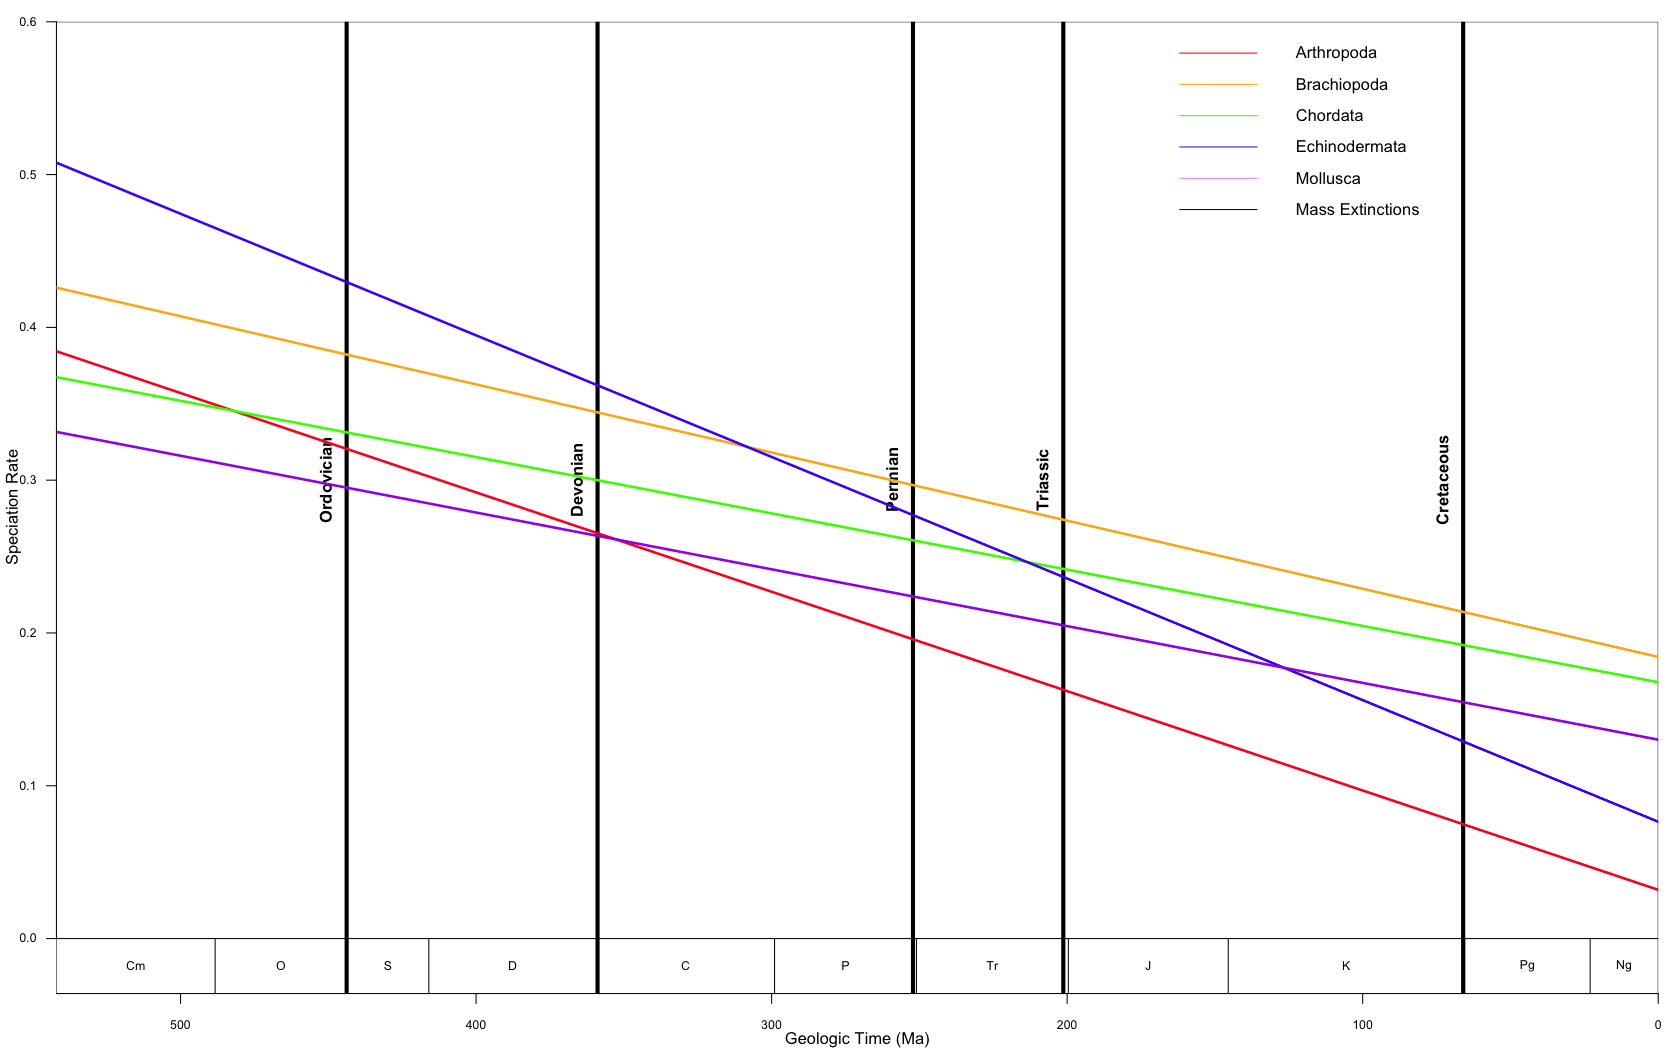 0.6
0.5
0.4
0.3
0.2
0.1
0.0
Speciation Rate
Arthropoda
Brachiopoda
Chordata
Echinodermata
Mollusca
Mass Extinctions
Ordovician
Devonian
Permian
Triassic
Cretaceous
Cm O S D C P Tr J K Pg Ng
500 400 300 200 100 0
Geologic Time (Ma)